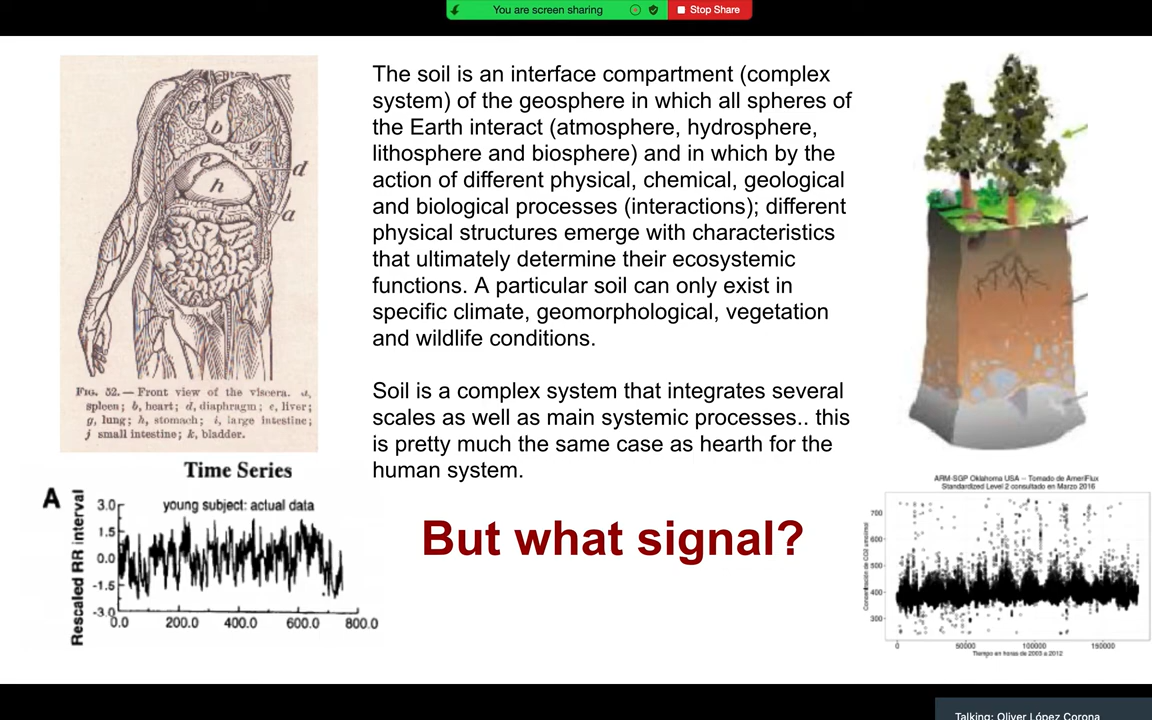 You are screen sharing
Stop Share
The soil is an interface compartment (complex
system) of the geosphere in which all spheres of
the Earth interact (atmosphere, hydrosphere,
lithosphere and biosphere) and in which by the
action of different physical, chemical, geological
and biological processes (interactions); different
physical structures emerge with characteristics
that ultimately determine their ecosystemic
functions. A particular soil can only exist in
specific climate, geomorphological, vegetation
and wildlife conditions.
Soil is a complex system that integrates several
scales as well as main systemic processes.. this
is pretty much the same case as hearth for the
human system.
But what signal?
g
b
g
d
e
h
a
FIG. 52.—Front view of the viscera. a,
spleen; b, heart; d, diaphragm; e, liver;
g, lung; h, stomach; i, large intestine;
j small intestine; k, bladder.
Time Series
A
Rescaled RR interval
young subject: actual data
3.0
1.5
0.0
-1.5
-3.0
0.0 200.0 400.0 600.0 800.0
ARM-SGP Oklahoma USA -- Tomado de AmeriFlux
Standardized Level 2 consultado en Marzo 2016
Concentración de CO2
700
600
500
400
300
0 50000 100000 150000
Tiempo en horas de 2003 a 2012
Talking: Oliver López Corona